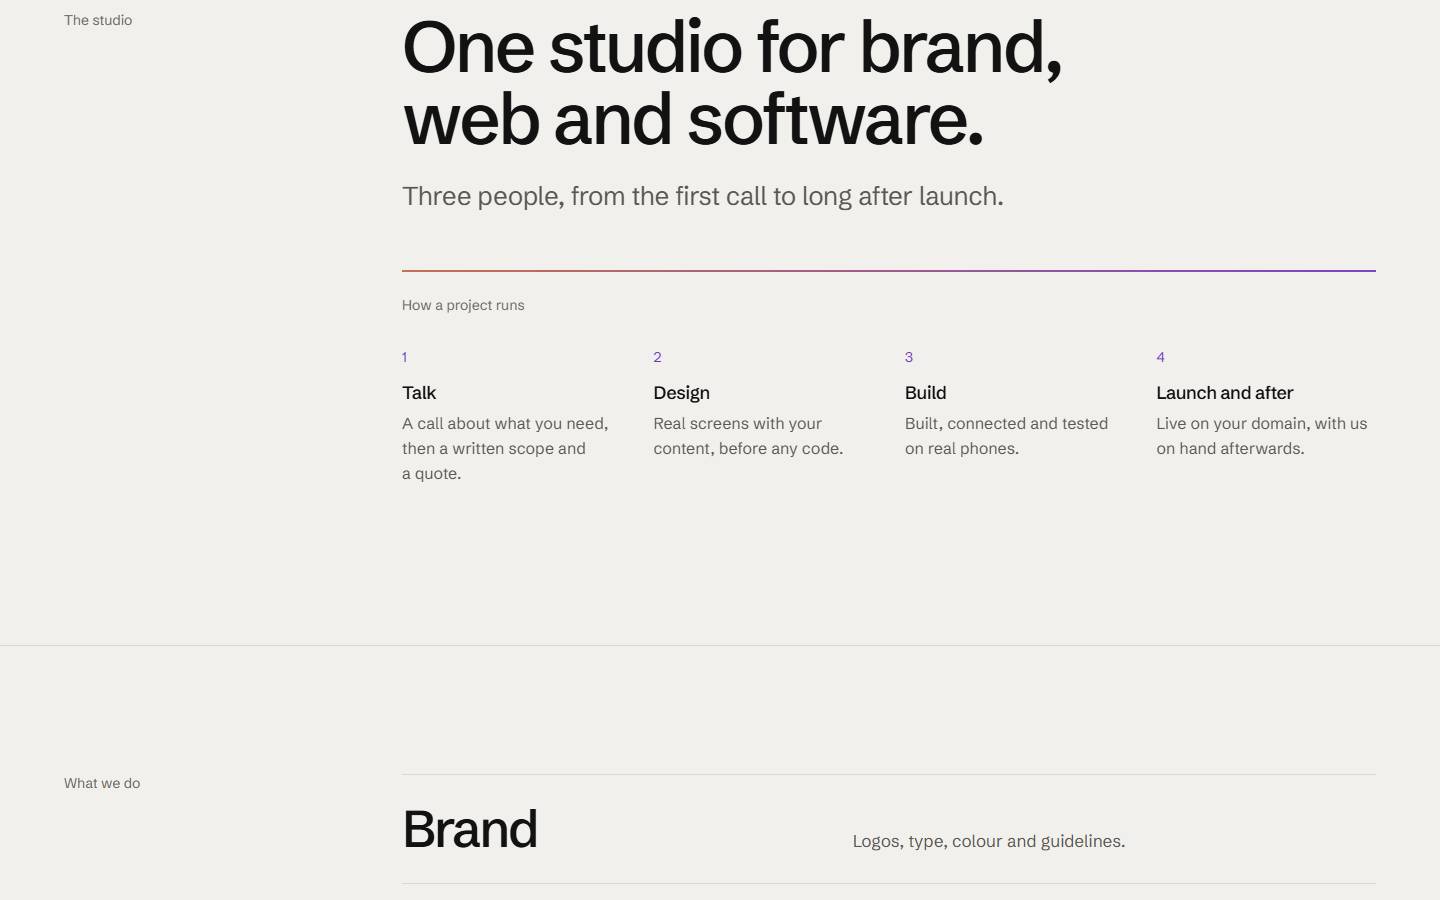 The studio
One studio for brand,
web and software.
Three people, from the first call to long after launch.
How a project runs
1
Talk
A call about what you need,
then a written scope and
a quote.
2
Design
Real screens with your
content, before any code.
3
Build
Built, connected and tested
on real phones.
4
Launch and after
Live on your domain, with us
on hand afterwards.
What we do
Brand
Logos, type, colour and guidelines.